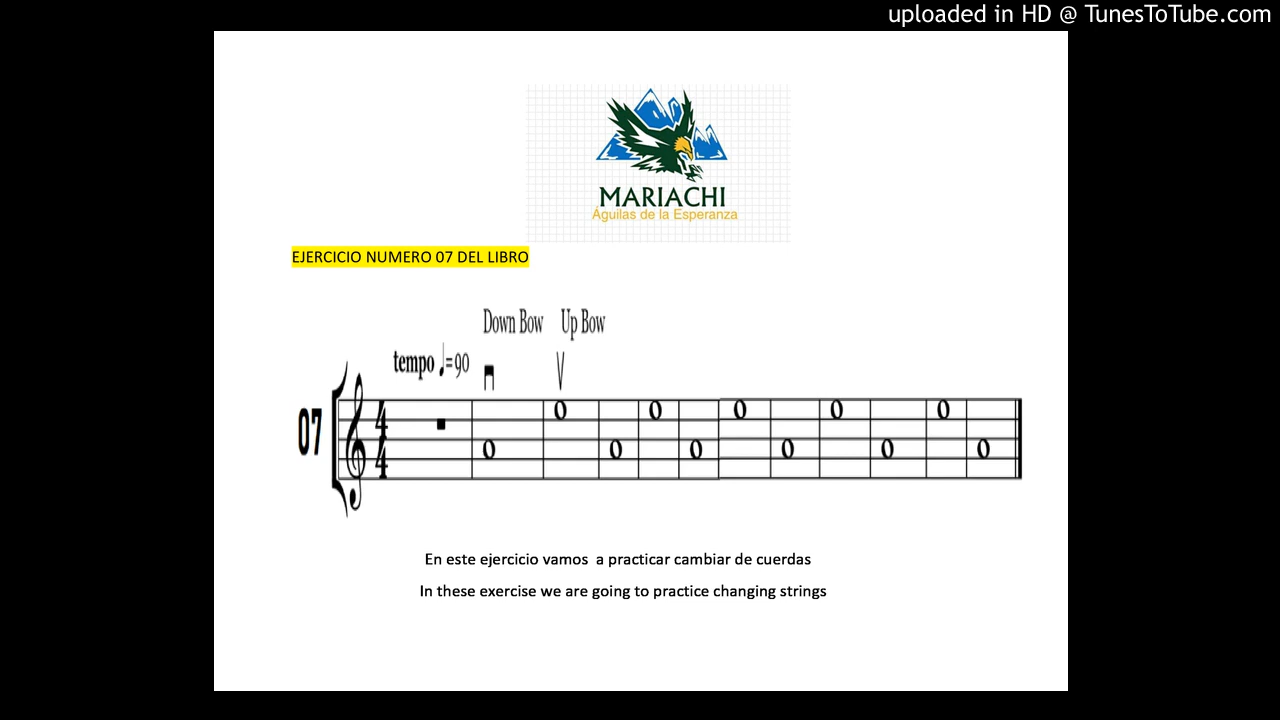 uploaded in HD @ TunesToTube.com
MARIACHI
Águilas de la Esperanza
EJERCICIO NUMERO 07 DEL LIBRO
Down Bow Up Bow
tempo ♩=90
07
4
4
En este ejercicio vamos a practicar cambiar de cuerdas
In these exercise we are going to practice changing strings